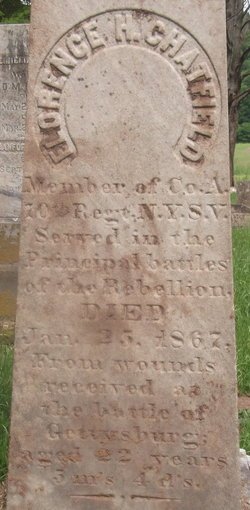 FLORENCE H. CHATFIELD
Member of Co. A.,
70th Regt. N.Y.S.V.
Served in the
Principal battles
of the Rebellion,
DIED
Jan. 25, 1867,
From wounds
received at
the battle of
Gettysburg;
aged 22 years
5 m's 4 d's.